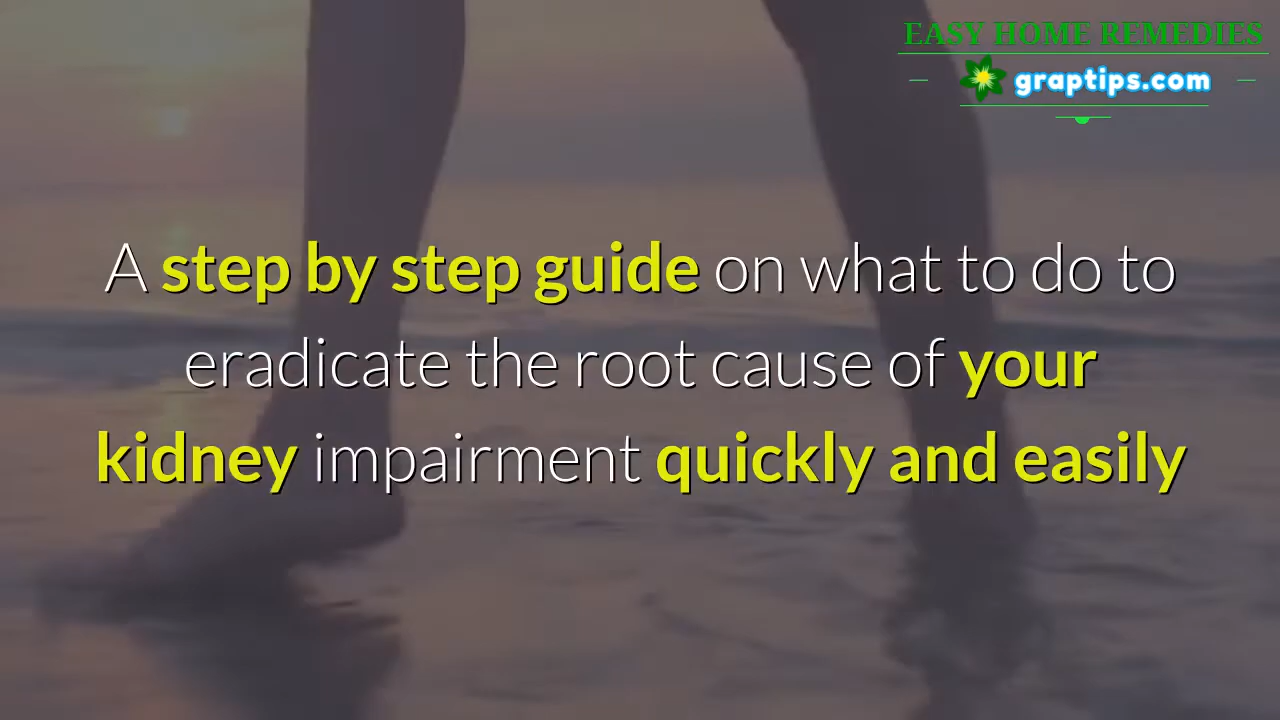 EASY HOME REMEDIES
graptips.com
A step by step guide on what to do to
eradicate the root cause of your
kidney impairment quickly and easily